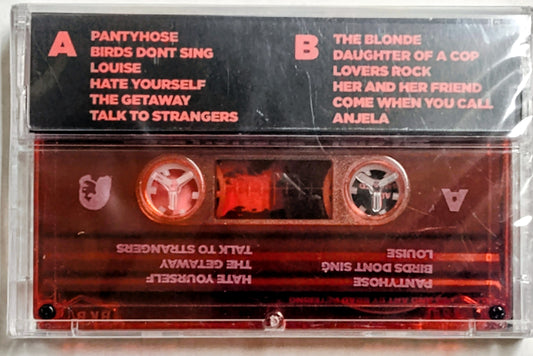 A
PANTYHOSE
BIRDS DONT SING
LOUISE
HATE YOURSELF
THE GETAWAY
TALK TO STRANGERS
B
THE BLONDE
DAUGHTER OF A COP
LOVERS ROCK
HER AND HER FRIEND
COME WHEN YOU CALL
ANJELA
A
PANTYHOSE
BIRDS DONT SING
LOUISE
HATE YOURSELF
THE GETAWAY
TALK TO STRANGERS